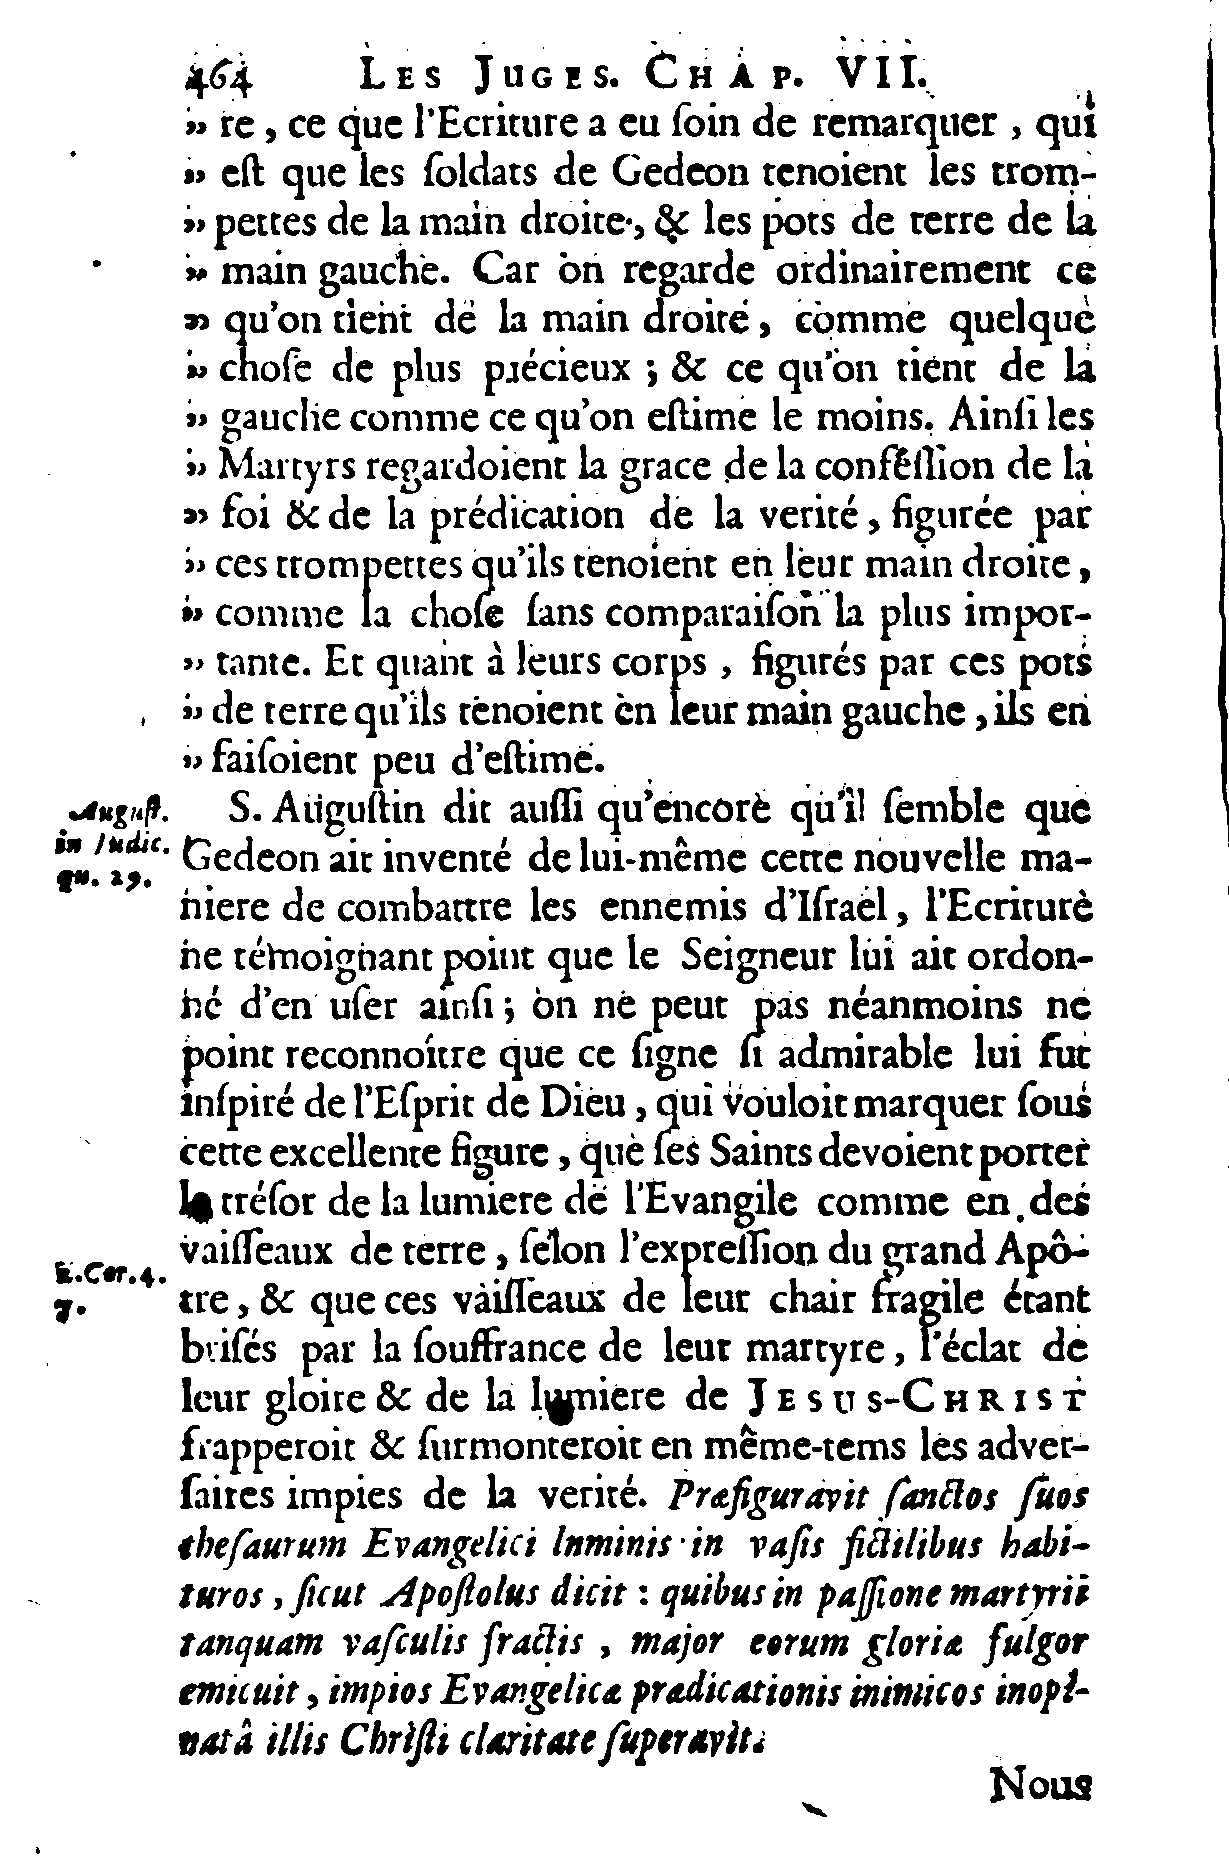 464 LES JUGES. CHAP. VII.
„ re, ce que l'Ecriture a eu ſoin de remarquer, qui
„ eſt que les ſoldats de Gedeon tenoient les trom-
„ pettes de la main droite, & les pots de terre de la
„ main gauche. Car on regarde ordinairement ce
„ qu'on tient de la main droite, comme quelque
„ choſe de plus précieux ; & ce qu'on tient de la
„ gauche comme ce qu'on eſtime le moins. Ainſi les
„ Martyrs regardoient la grace de la confeſſion de la
„ foi & de la prédication de la verité, figurée par
„ ces trompettes qu'ils tenoient en leur main droite,
„ comme la choſe ſans comparaiſon la plus impor-
„ tante. Et quant à leurs corps, figurés par ces pots
„ de terre qu'ils tenoient en leur main gauche, ils en
„ faiſoient peu d'eſtime.
Auguſt.
in Iudic.
qu. 29.
S. Auguſtin dit auſſi qu'encore qu'il ſemble que
Gedeon ait inventé de lui-même cette nouvelle ma-
niere de combattre les ennemis d'Iſraël, l'Ecriture
ne témoignant point que le Seigneur lui ait ordon-
né d'en uſer ainſi ; on ne peut pas néanmoins ne
point reconnoître que ce ſigne ſi admirable lui fut
inſpiré de l'Eſprit de Dieu, qui vouloit marquer ſous
cette excellente figure, que ſes Saints devoient porter
le tréſor de la lumiere de l'Evangile comme en des
vaiſſeaux de terre, ſelon l'expreſſion du grand Apô-
2. Cor. 4.
7.
tre, & que ces vaiſſeaux de leur chair fragile étant
briſés par la ſouffrance de leur martyre, l'éclat de
leur gloire & de la lumiere de JESUS-CHRIST
frapperoit & ſurmonteroit en même-tems les adver-
ſaires impies de la verité. Præfiguravit ſanctos ſuos
theſaurum Evangelici luminis in vaſis fictilibus habi-
turos, ſicut Apoſtolus dicit : quibus in paſſione martyrii
tanquam vaſculis fractis, major eorum gloriæ fulgor
emicuit, impios Evangelicæ prædicationis inimicos inopi-
natâ illis Chriſti claritate ſuperavit.
Nous